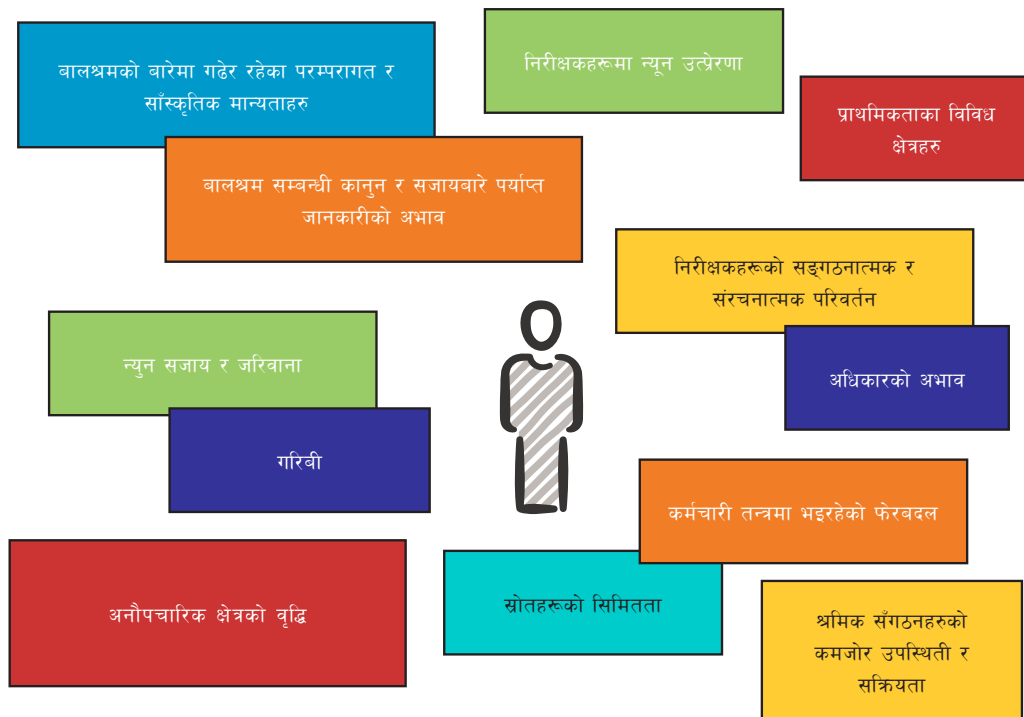 बालश्रमको बारेमा गढेर रहेका परम्परागत र
साँस्कृतिक मान्यताहरु
निरीक्षकहरूमा न्यून उत्प्रेरणा
प्राथमिकताका विविध
क्षेत्रहरु
बालश्रम सम्बन्धी कानुन र सजायबारे पर्याप्त
जानकारीको अभाव
निरीक्षकहरूको सङ्गठनात्मक र
संरचनात्मक परिवर्तन
न्युन सजाय र जरिवाना
अधिकारको अभाव
गरिबी
कर्मचारी तन्त्रमा भइरहेको फेरबदल
अनौपचारिक क्षेत्रको वृद्धि
स्रोतहरूको सिमितता
श्रमिक सँगठनहरुको
कमजोर उपस्थिती र
सक्रियता